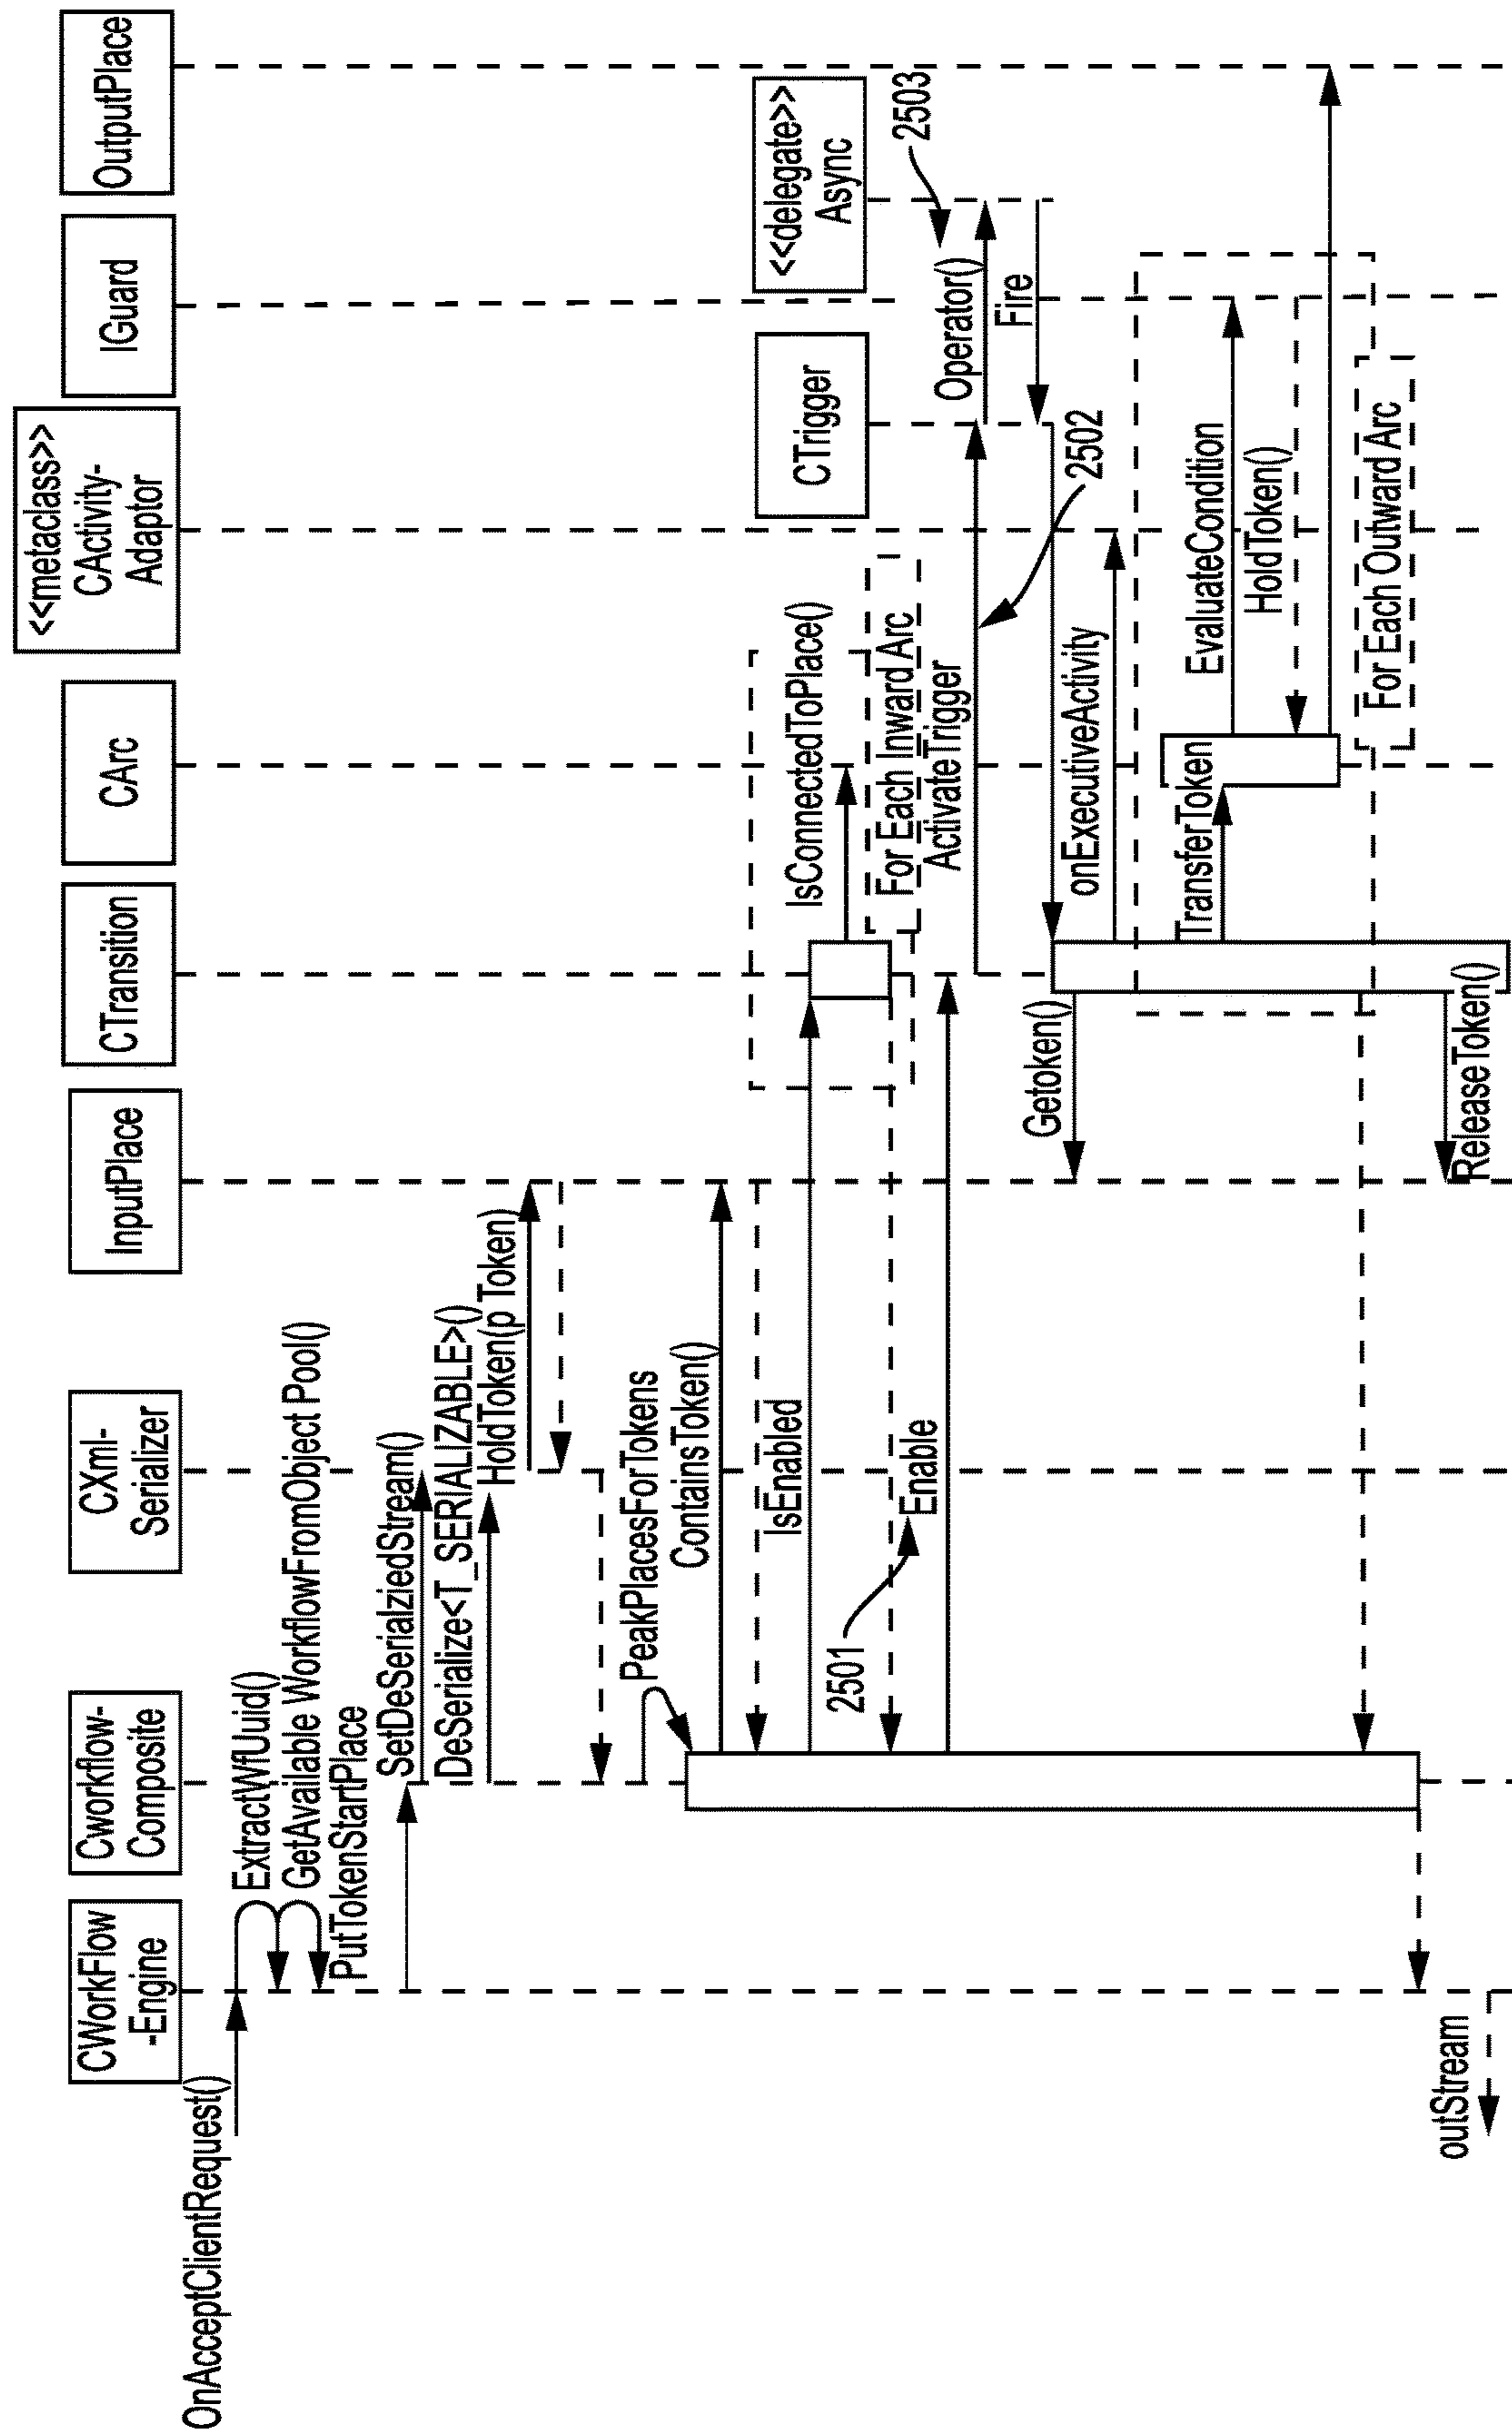 CWorkFlow
-Engine
Cworkflow-
Composite
CXml-
Serializer
InputPlace
CTransition
CArc
<<metaclass>>
CActivity-
Adaptor
IGuard
OutputPlace
OnAcceptClientRequest()
ExtractWfUuid()
GetAvailable WorkflowFromObject Pool()
PutTokenStartPlace
SetDeSerialziedStream()
DeSerialize<T_SERIALIZABLE>()
HoldToken(p Token)
PeakPlacesForTokens
ContainsToken()
IsEnabled
2501
Enable
IsConnectedToPlace()
For Each Inward Arc
ActivateTrigger
CTrigger
<<delegate>>
Async
2503
Operator()
Fire
2502
Getoken()
onExecutiveActivity
TransferToken
EvaluateCondition
HoldToken()
For Each Outward Arc
ReleaseToken()
outStream